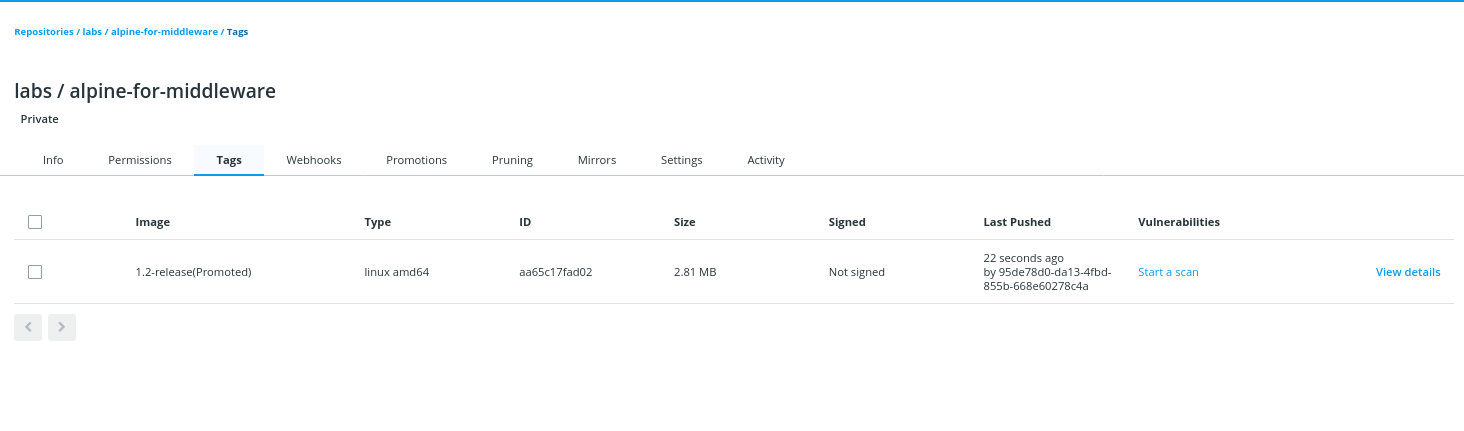 Repositories / labs / alpine-for-middleware / Tags
labs / alpine-for-middleware
Private
Info Permissions Tags Webhooks Promotions Pruning Mirrors Settings Activity
Image Type ID Size Signed Last Pushed Vulnerabilities
1.2-release(Promoted) linux amd64 aa65c17fad02 2.81 MB Not signed 22 seconds ago
by 95de78d0-da13-4fbd-
855b-668e60278c4a
Start a scan View details